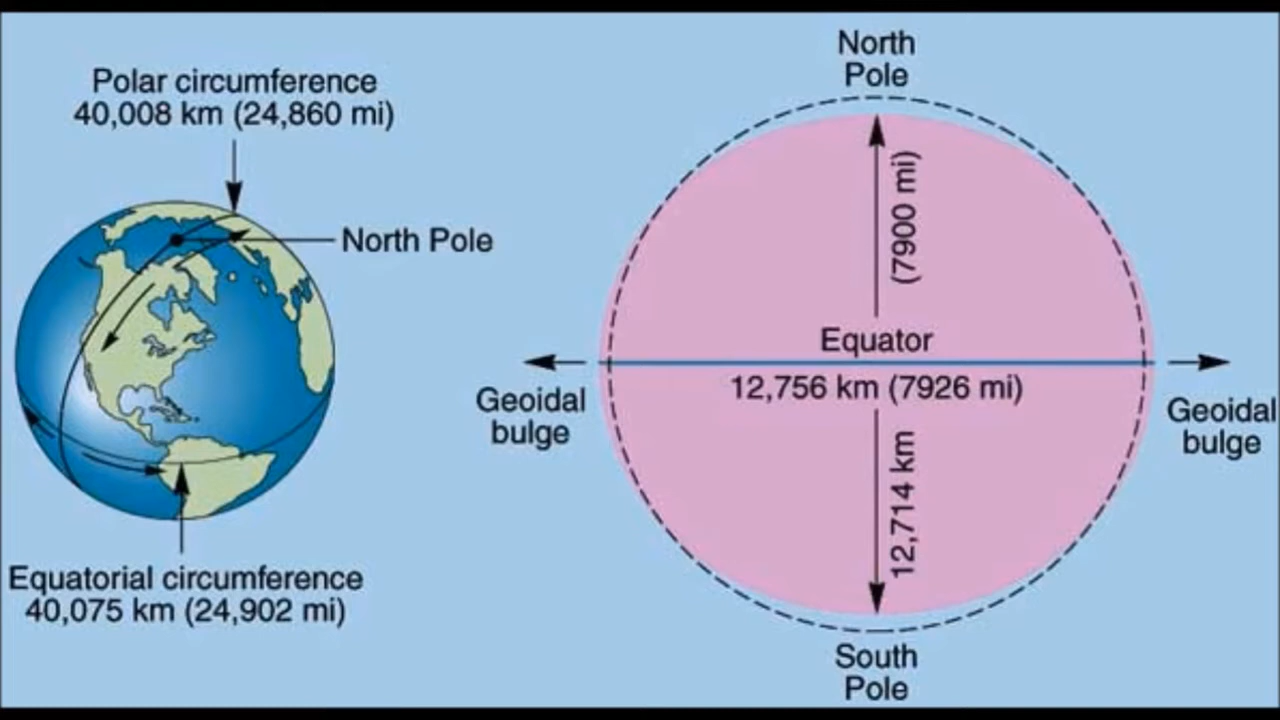 Polar circumference
40,008 km (24,860 mi)
North Pole
Equatorial circumference
40,075 km (24,902 mi)
North
Pole
(7900 mi)
Equator
12,756 km (7926 mi)
12,714 km
Geoidal
bulge
Geoidal
bulge
South
Pole